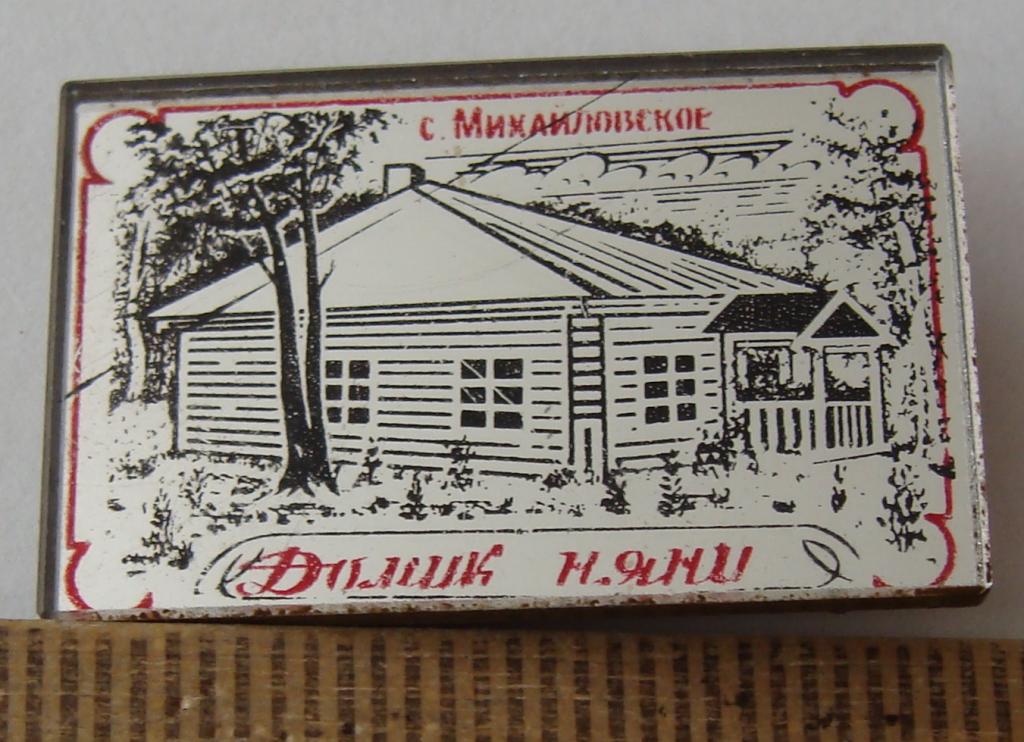 с. Михайловское
Домик няни